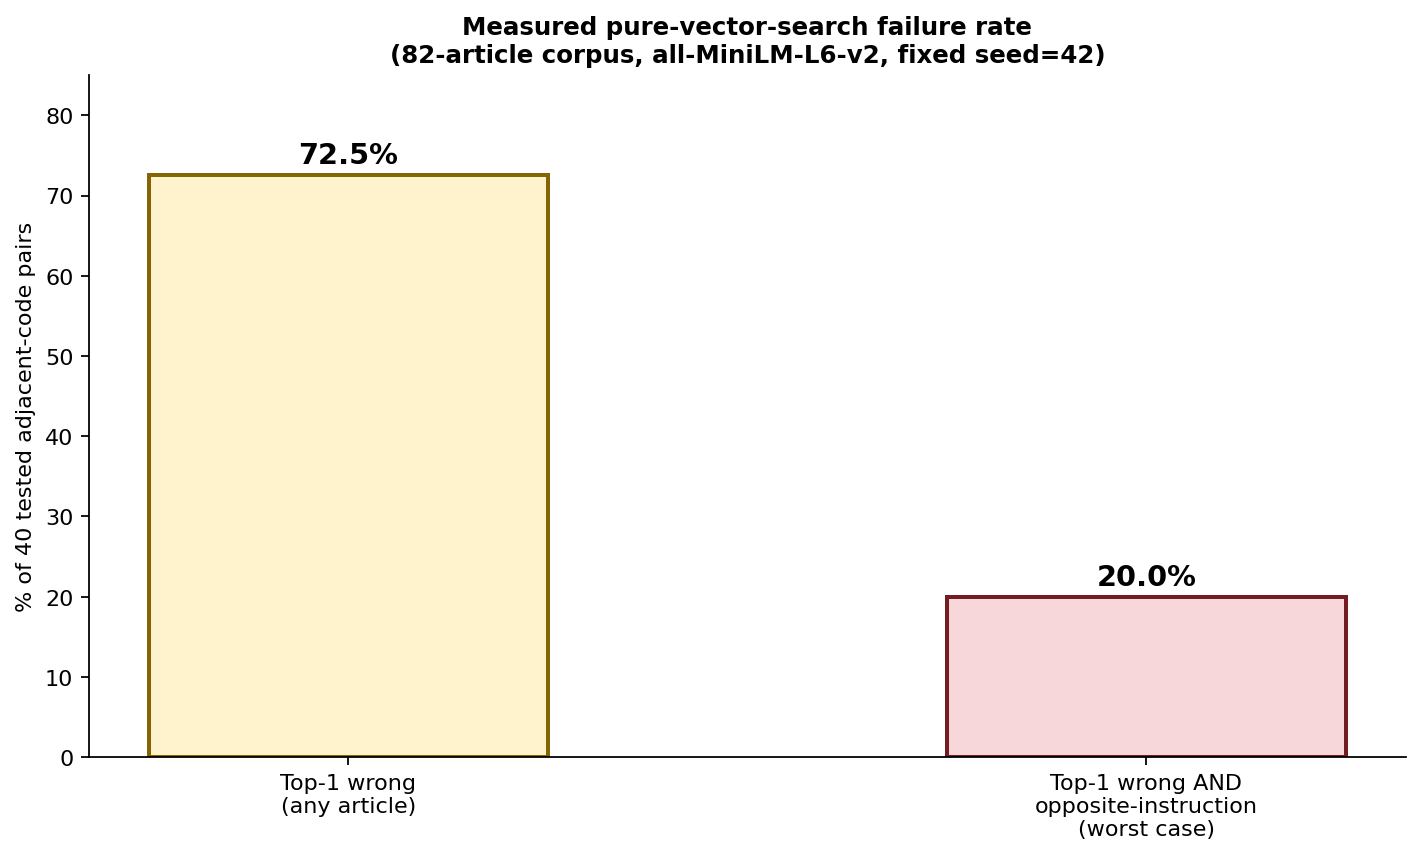 Measured pure-vector-search failure rate
(82-article corpus, all-MiniLM-L6-v2, fixed seed=42)
% of 40 tested adjacent-code pairs
80
70
60
50
40
30
20
10
0
72.5%
20.0%
Top-1 wrong
(any article)
Top-1 wrong AND
opposite-instruction
(worst case)